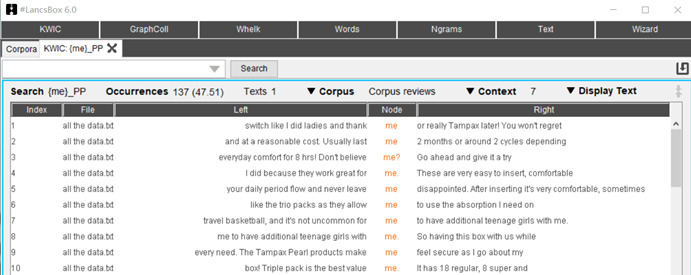 #LancsBox 6.0
KWIC GraphColl Whelk Words Ngrams Text Wizard
Corpora KWIC: {me}_PP
Search
Search {me}_PP Occurrences 137 (47.51) Texts 1 ▼ Corpus Corpus reviews ▼ Context 7 ▼ Display Text
Index File Left Node Right
1 all the data.txt switch like I did ladies and thank me or really Tampax later! You won't regret
2 all the data.txt and at a reasonable cost. Usually last me 2 months or around 2 cycles depending
3 all the data.txt everyday comfort for 8 hrs! Don't believe me? Go ahead and give it a try
4 all the data.txt I did because they work great for me. These are very easy to insert, comfortable
5 all the data.txt your daily period flow and never leave me disappointed. After inserting it's very comfortable, sometimes
6 all the data.txt like the trio packs as they allow me to use the absorption I need on
7 all the data.txt travel basketball, and it's not uncommon for me to have additional teenage girls with me.
8 all the data.txt me to have additional teenage girls with me. So having this box with us while
9 all the data.txt every need. The Tampax Pearl products make me feel secure as I go about my
10 all the data.txt box! Triple pack is the best value me. It has 18 regular, 8 super and